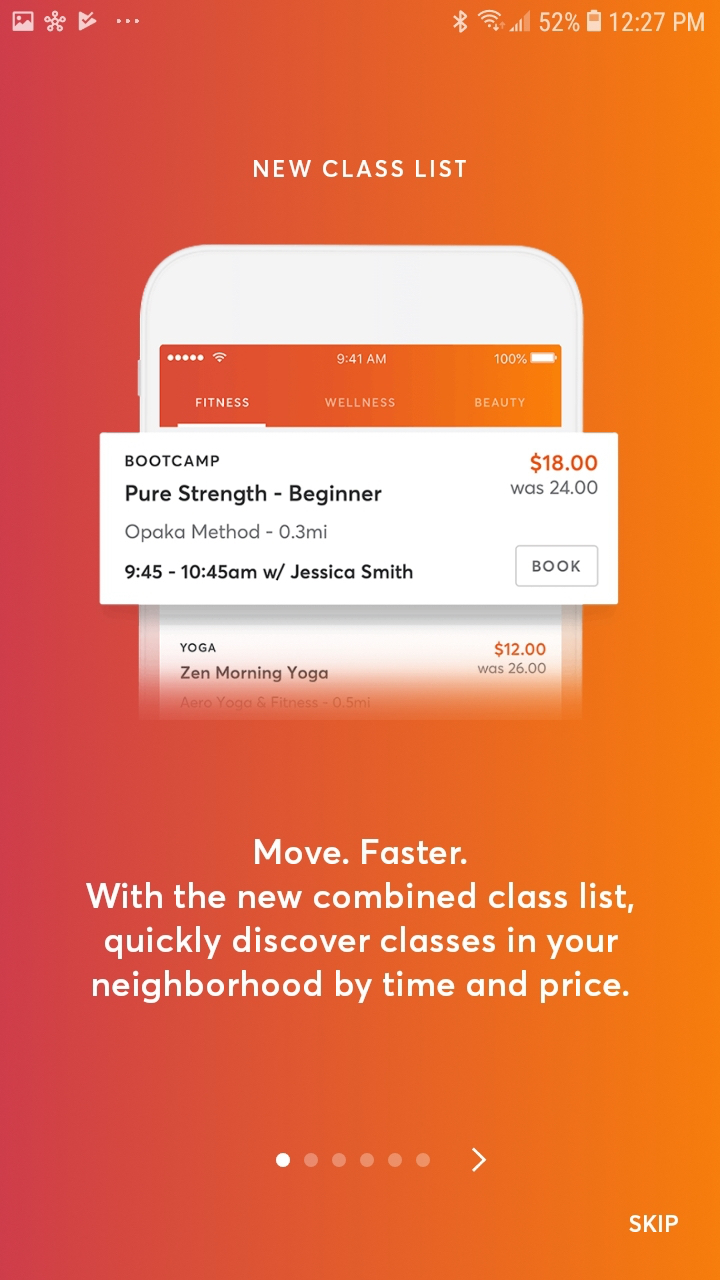 52% 12:27 PM
NEW CLASS LIST
9:41 AM 100%
FITNESS WELLNESS BEAUTY
BOOTCAMP $18.00
Pure Strength - Beginner was 24.00
Opaka Method - 0.3mi
9:45 - 10:45am w/ Jessica Smith BOOK
YOGA $12.00
Zen Morning Yoga was 26.00
Aero Yoga & Fitness - 0.5mi
Move. Faster.
With the new combined class list,
quickly discover classes in your
neighborhood by time and price.
SKIP